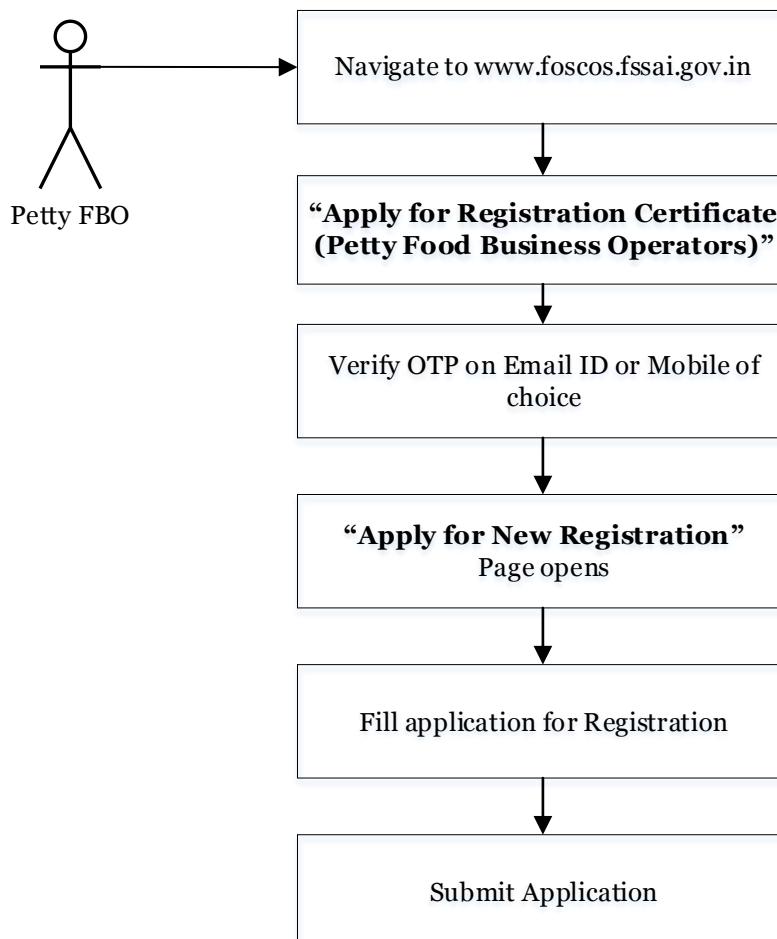 Navigate to www.foscos.fssai.gov.in
Petty FBO
“Apply for Registration Certificate
(Petty Food Business Operators)”
Verify OTP on Email ID or Mobile of
choice
“Apply for New Registration”
Page opens
Fill application for Registration
Submit Application